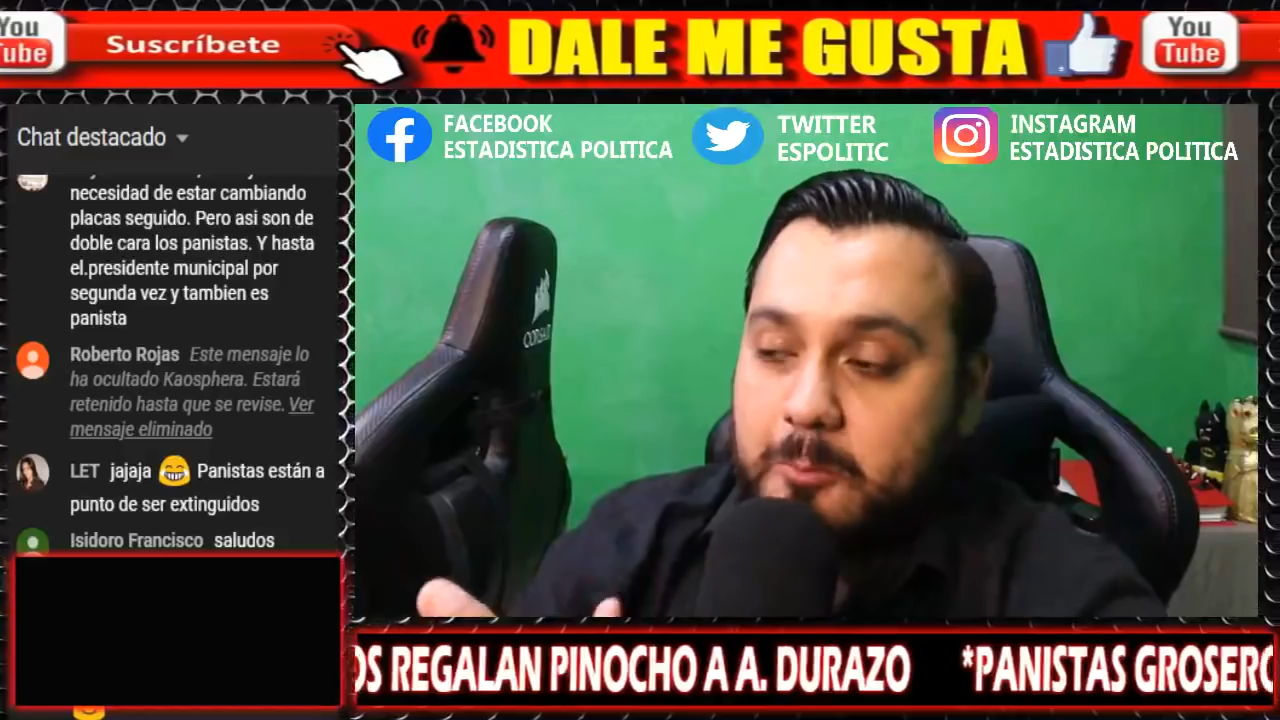 You
Tube
Suscríbete
DALE ME GUSTA
You
Tube
Chat destacado
necesidad de estar cambiando
placas seguido. Pero asi son de
doble cara los panistas. Y hasta
el.presidente municipal por
segunda vez y tambien es
panista
Roberto Rojas Este mensaje lo
ha ocultado Kaosphera. Estará
retenido hasta que se revise. Ver
mensaje eliminado
LET jajaja 😂 Panistas están a
punto de ser extinguidos
Isidoro Francisco saludos
FACEBOOK
ESTADISTICA POLITICA
TWITTER
ESPOLITIC
INSTAGRAM
ESTADISTICA POLITICA
CORSAIR
OS REGALAN PINOCHO A A. DURAZO *PANISTAS GROSERO